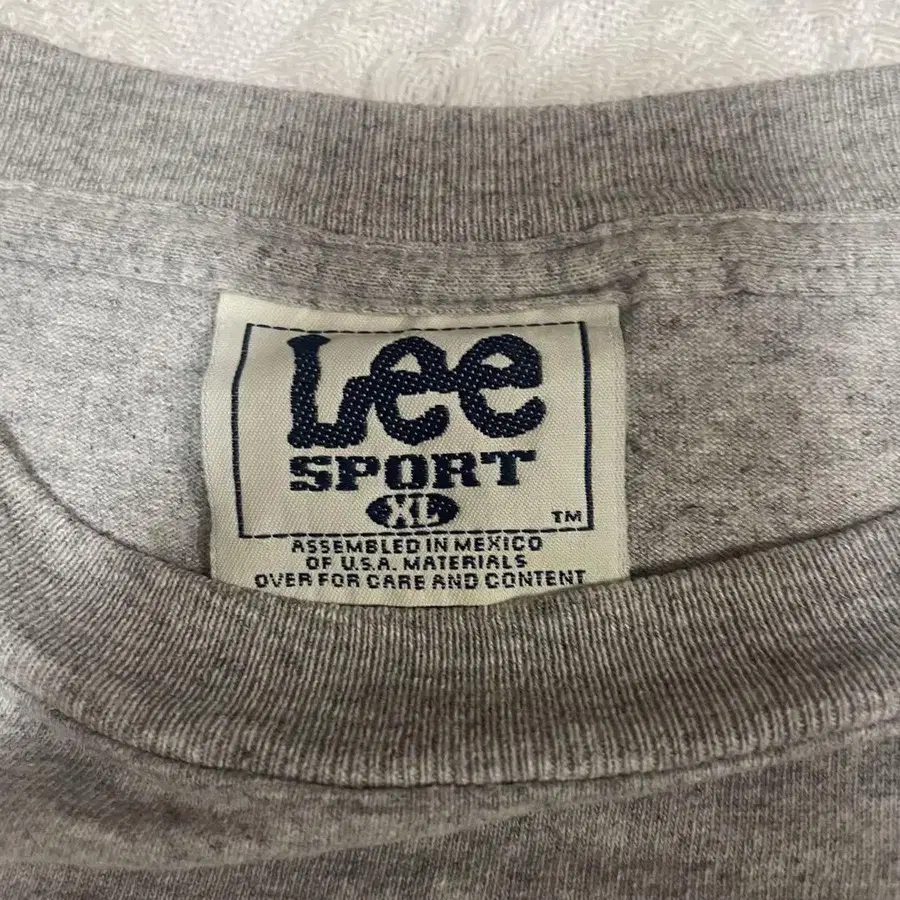 Lee
SPORT
XL
TM
ASSEMBLED IN MEXICO
OF U.S.A. MATERIALS
OVER FOR CARE AND CONTENT